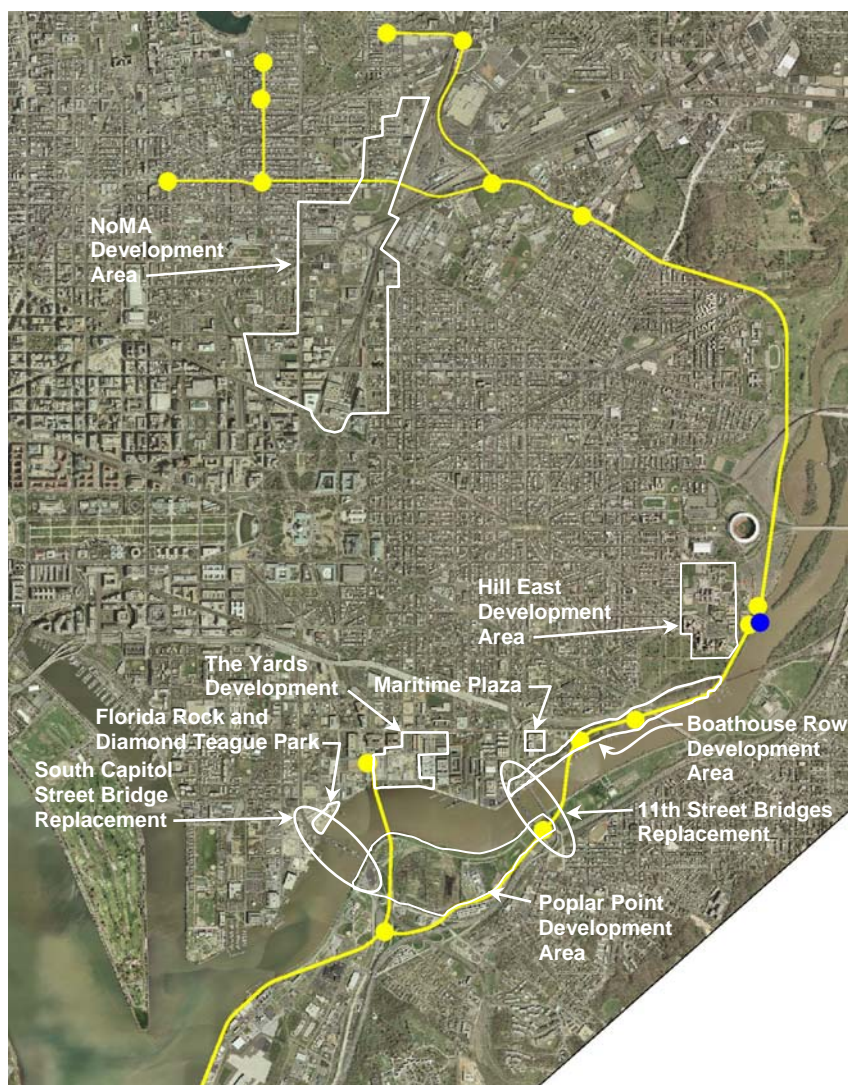 NoMA
Development
Area
Hill East
Development
Area
The Yards
Development
Maritime Plaza
Florida Rock and
Diamond Teague Park
Boathouse Row
Development
Area
South Capitol
Street Bridge
Replacement
11th Street Bridges
Replacement
Poplar Point
Development
Area